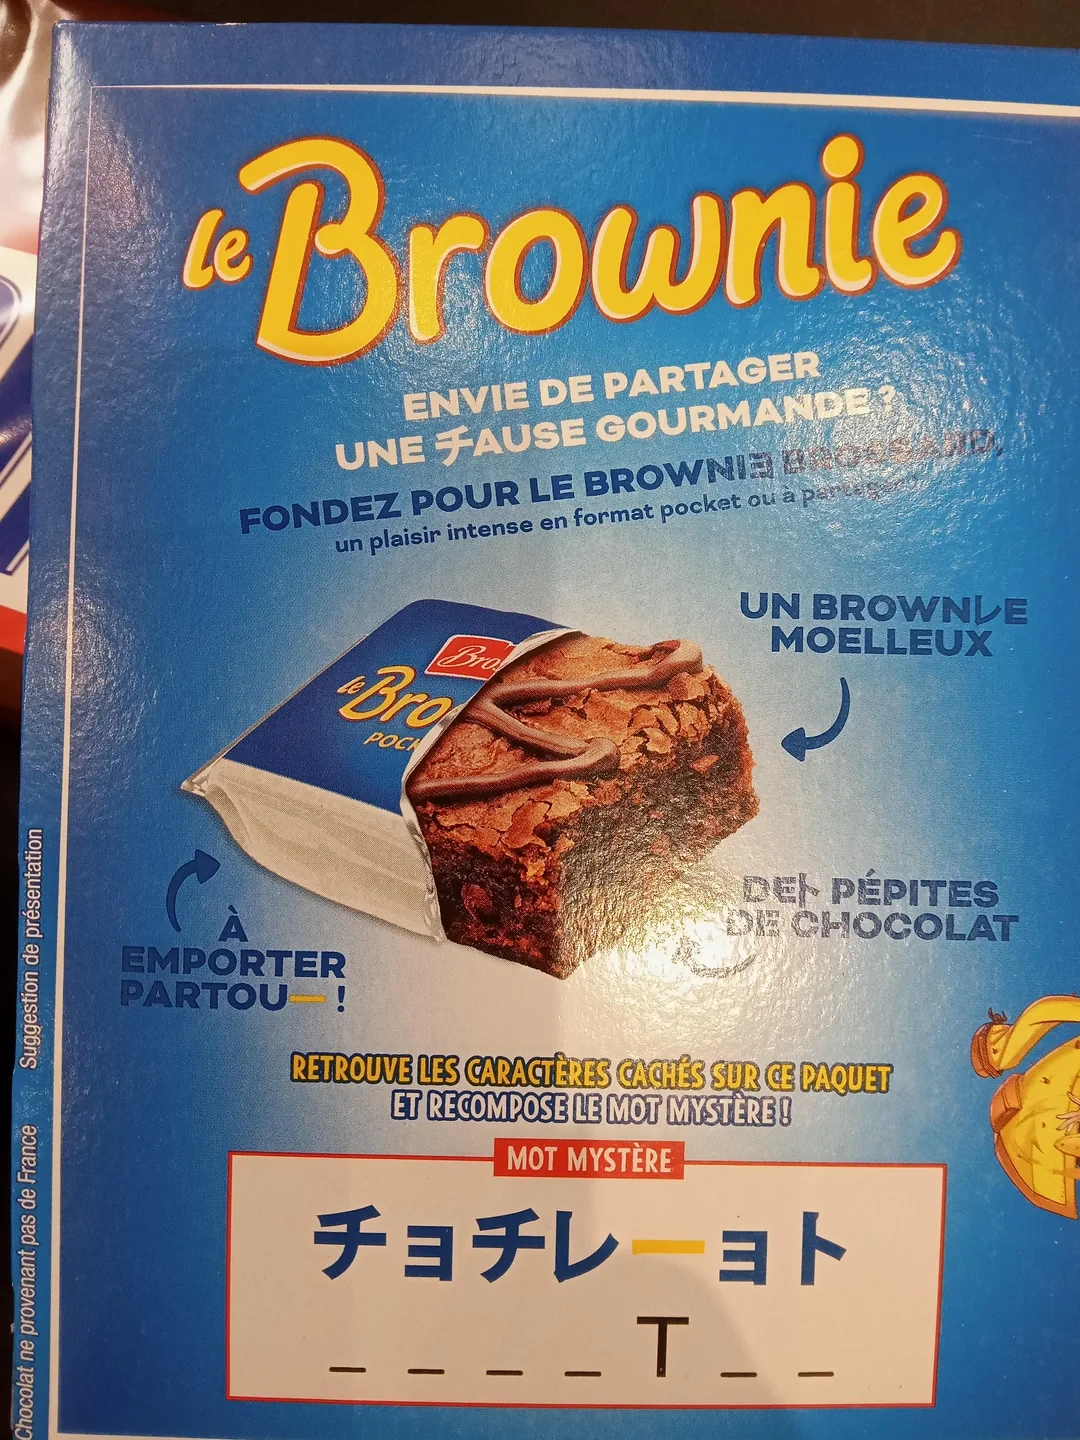 le Brownie
ENVIE DE PARTAGER
UNE チAUSE GOURMANDE ?
FONDEZ POUR LE BROWNIヨ BROSSARD,
un plaisir intense en format pocket ou à partager
UN BROWNレE
MOELLEUX
Bros
le Bro
POCK
DEト PÉPITES
DE CHOCOLAT
À
EMPORTER
PARTOUー !
RETROUVE LES CARACTÈRES CACHÉS SUR CE PAQUET
ET RECOMPOSE LE MOT MYSTÈRE !
MOT MYSTÈRE
チョチレーョト
_ _ _ _ T _ _
Chocolat ne provenant pas de France Suggestion de présentation